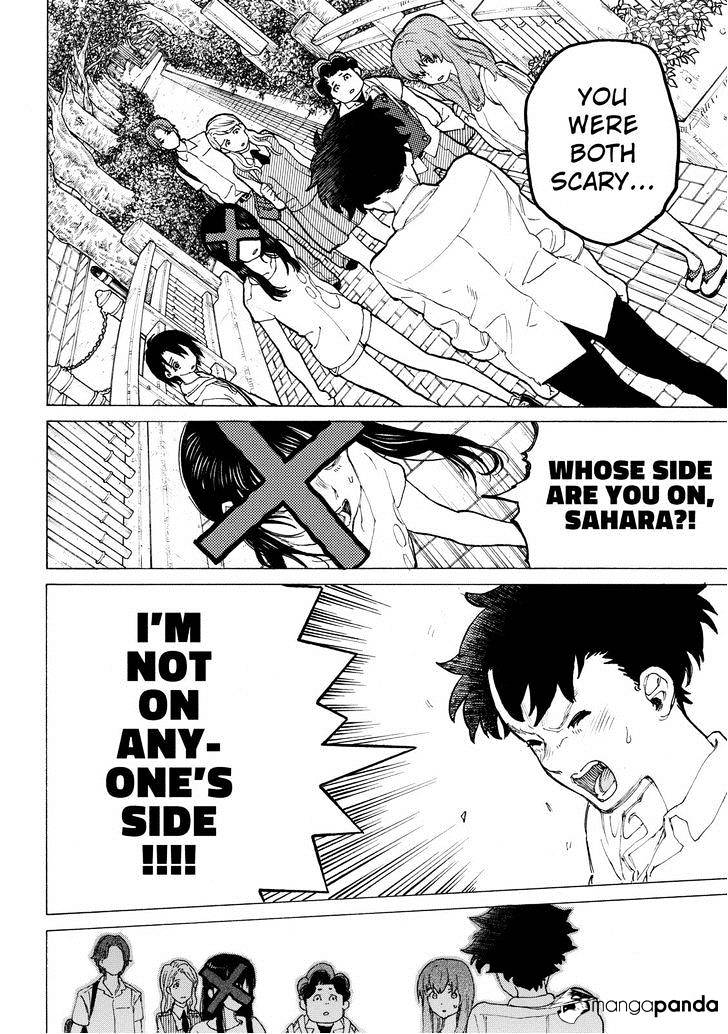 YOU
WERE
BOTH
SCARY...
WHOSE SIDE
ARE YOU ON,
SAHARA?!
I'M
NOT
ON
ANY-
ONE'S
SIDE
!!!!
mangapanda